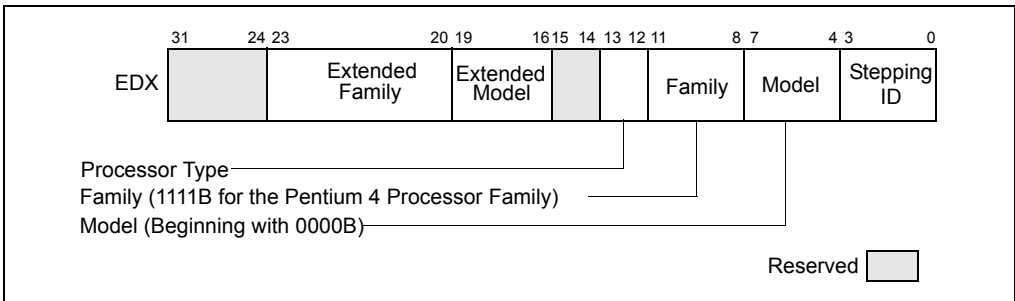 31 24 23 20 19 16 15 14 13 12 11 8 7 4 3 0
EDX
Extended
Family
Extended
Model
Family
Model
Stepping
ID
Processor Type
Family (1111B for the Pentium 4 Processor Family)
Model (Beginning with 0000B)
Reserved